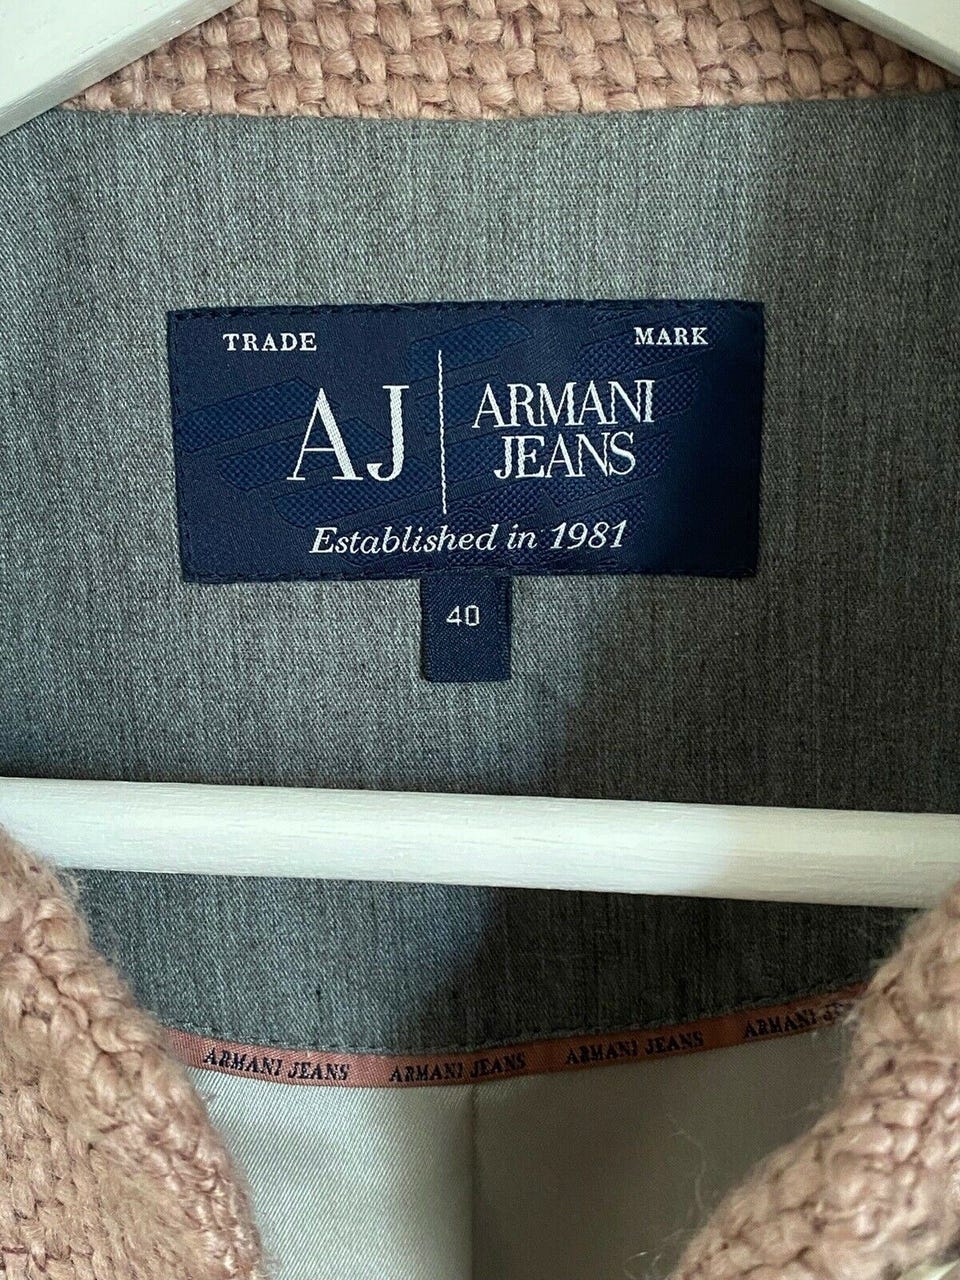 TRADE MARK
AJ ARMANI
JEANS
Established in 1981
40
ARMANI JEANS ARMANI JEANS ARMANI JEANS ARMANI